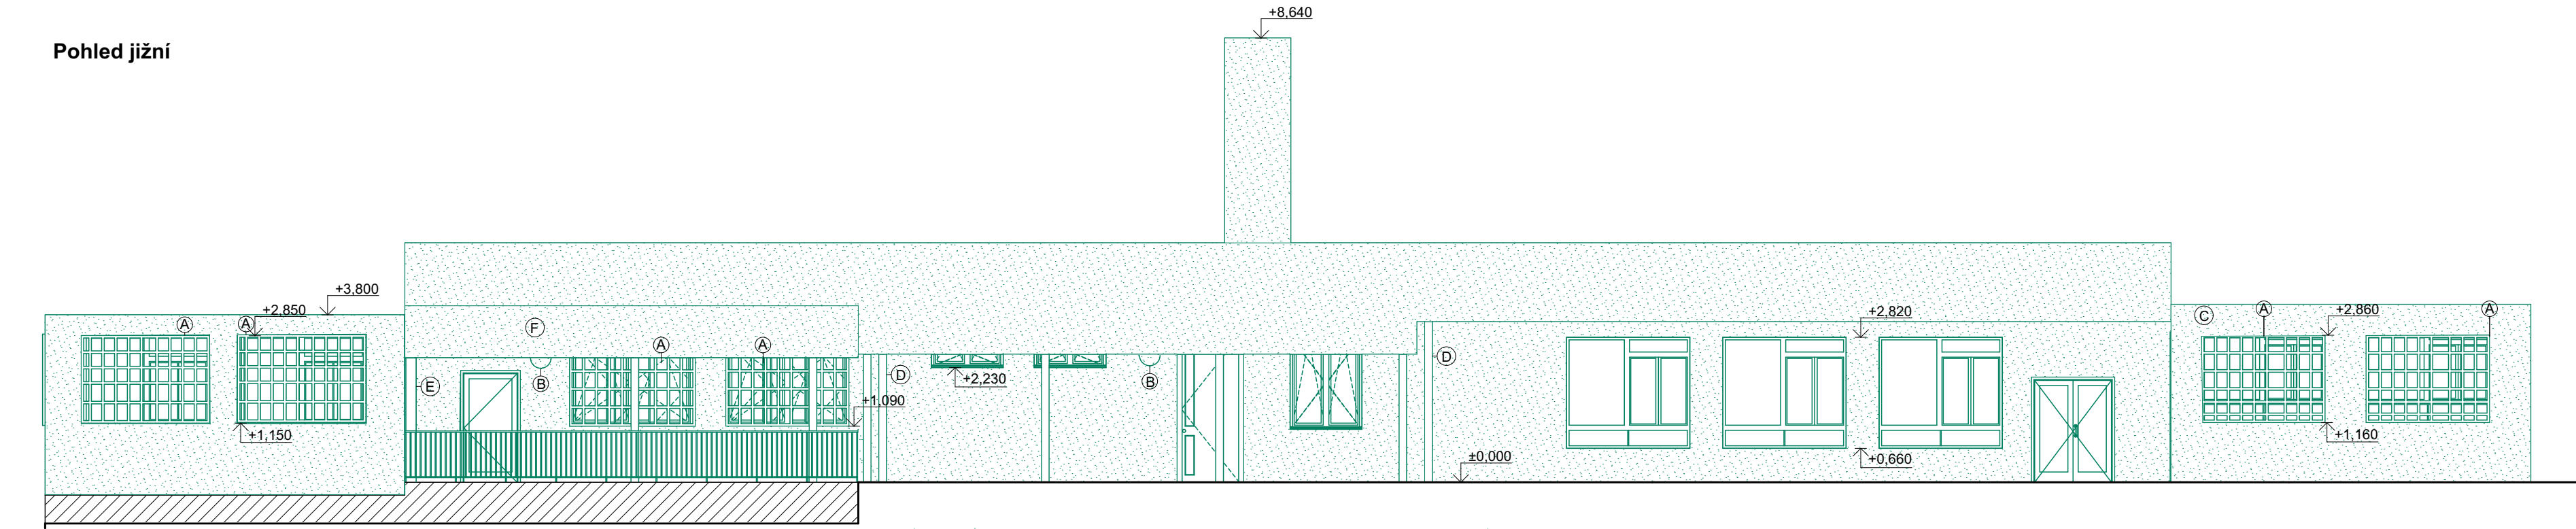 +8,640
Pohled jižní
+3,800
+2,850
A
A
F
A
A
E
B
+1,150
+1,090
D
+2,230
B
D
±0,000
+2,820
+0,660
C
A
+2,860
A
+1,160